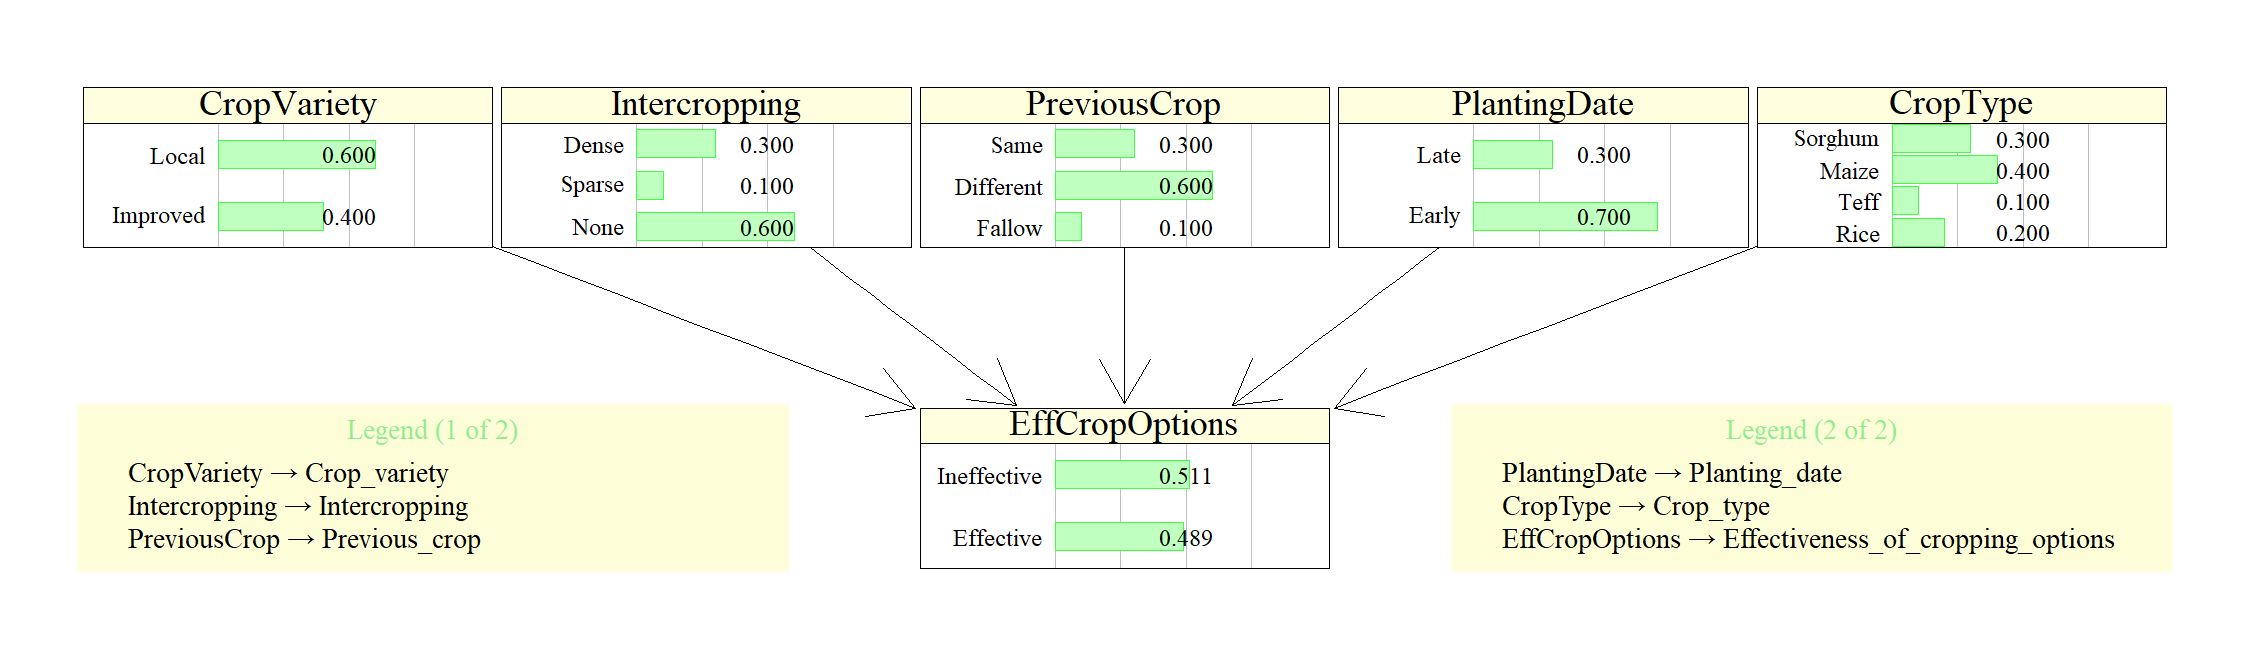 CropVariety
Local 0.600
Improved 0.400
Intercropping
Dense 0.300
Sparse 0.100
None 0.600
PreviousCrop
Same 0.300
Different 0.600
Fallow 0.100
PlantingDate
Late 0.300
Early 0.700
CropType
Sorghum 0.300
Maize 0.400
Teff 0.100
Rice 0.200
EffCropOptions
Ineffective 0.511
Effective 0.489
Legend (1 of 2)
CropVariety → Crop_variety
Intercropping → Intercropping
PreviousCrop → Previous_crop
Legend (2 of 2)
PlantingDate → Planting_date
CropType → Crop_type
EffCropOptions → Effectiveness_of_cropping_options